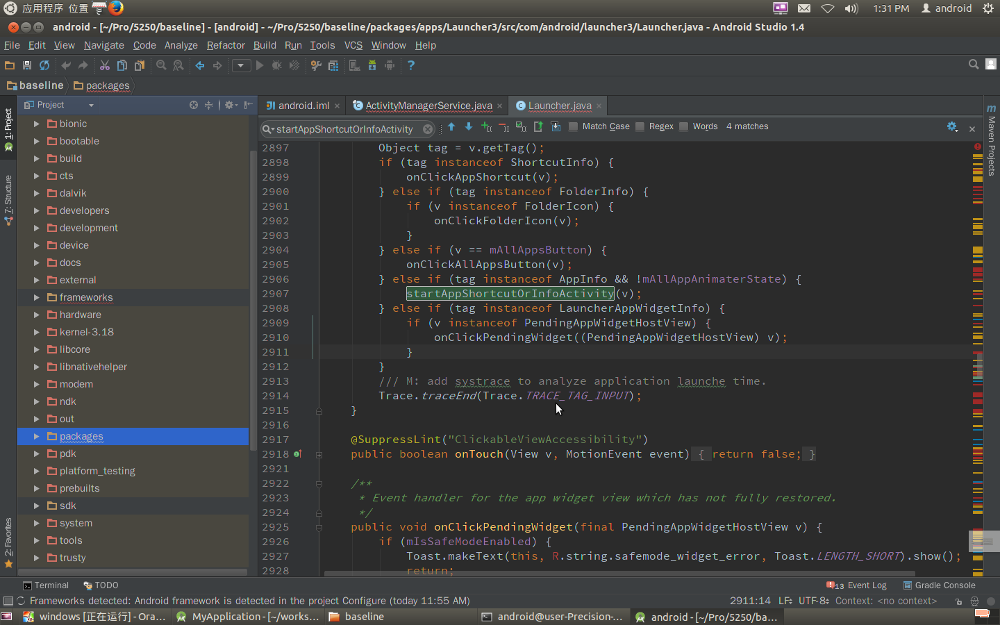 应用程序 位置 1:31 PM android
android - [~/Pro/5250/baseline] - [android] - ~/Pro/5250/baseline/packages/apps/Launcher3/src/com/android/launcher3/Launcher.java - Android Studio 1.4
File Edit View Navigate Code Analyze Refactor Build Run Tools VCS Window Help
baseline packages
Project
android.iml ActivityManagerService.java Launcher.java
startAppShortcutOrInfoActivity Match Case Regex Words 4 matches
1: Project
7: Structure
2: Favorites
m Maven Projects
bionic
bootable
build
cts
dalvik
developers
development
device
docs
external
frameworks
hardware
kernel-3.18
libcore
libnativehelper
modem
ndk
out
packages
pdk
platform_testing
prebuilts
sdk
system
tools
trusty
2897 Object tag = v.getTag();
2898 if (tag instanceof ShortcutInfo) {
2899 onClickAppShortcut(v);
2900 } else if (tag instanceof FolderInfo) {
2901 if (v instanceof FolderIcon) {
2902 onClickFolderIcon(v);
2903 }
2904 } else if (v == mAllAppsButton) {
2905 onClickAllAppsButton(v);
2906 } else if (tag instanceof AppInfo && !mAllAppAnimaterState) {
2907 startAppShortcutOrInfoActivity(v);
2908 } else if (tag instanceof LauncherAppWidgetInfo) {
2909 if (v instanceof PendingAppWidgetHostView) {
2910 onClickPendingWidget((PendingAppWidgetHostView) v);
2911 }
2912 }
2913 /// M: add systrace to analyze application launche time.
2914 Trace.traceEnd(Trace.TRACE_TAG_INPUT);
2915 }
2916
2917 @SuppressLint("ClickableViewAccessibility")
2918 public boolean onTouch(View v, MotionEvent event) { return false; }
2921
2922 /**
2923 * Event handler for the app widget view which has not fully restored.
2924 */
2925 public void onClickPendingWidget(final PendingAppWidgetHostView v) {
2926 if (mIsSafeModeEnabled) {
2927 Toast.makeText(this, R.string.safemode_widget_error, Toast.LENGTH_SHORT).show();
2928 return;
Terminal TODO 13 Event Log Gradle Console
Frameworks detected: Android framework is detected in the project Configure (today 11:55 AM) 2911:14 LF UTF-8 Context: <no context>
windows [正在运行] - Ora... MyApplication - [~/works... baseline android@user-Precision-... android - [~/Pro/5250/ba...